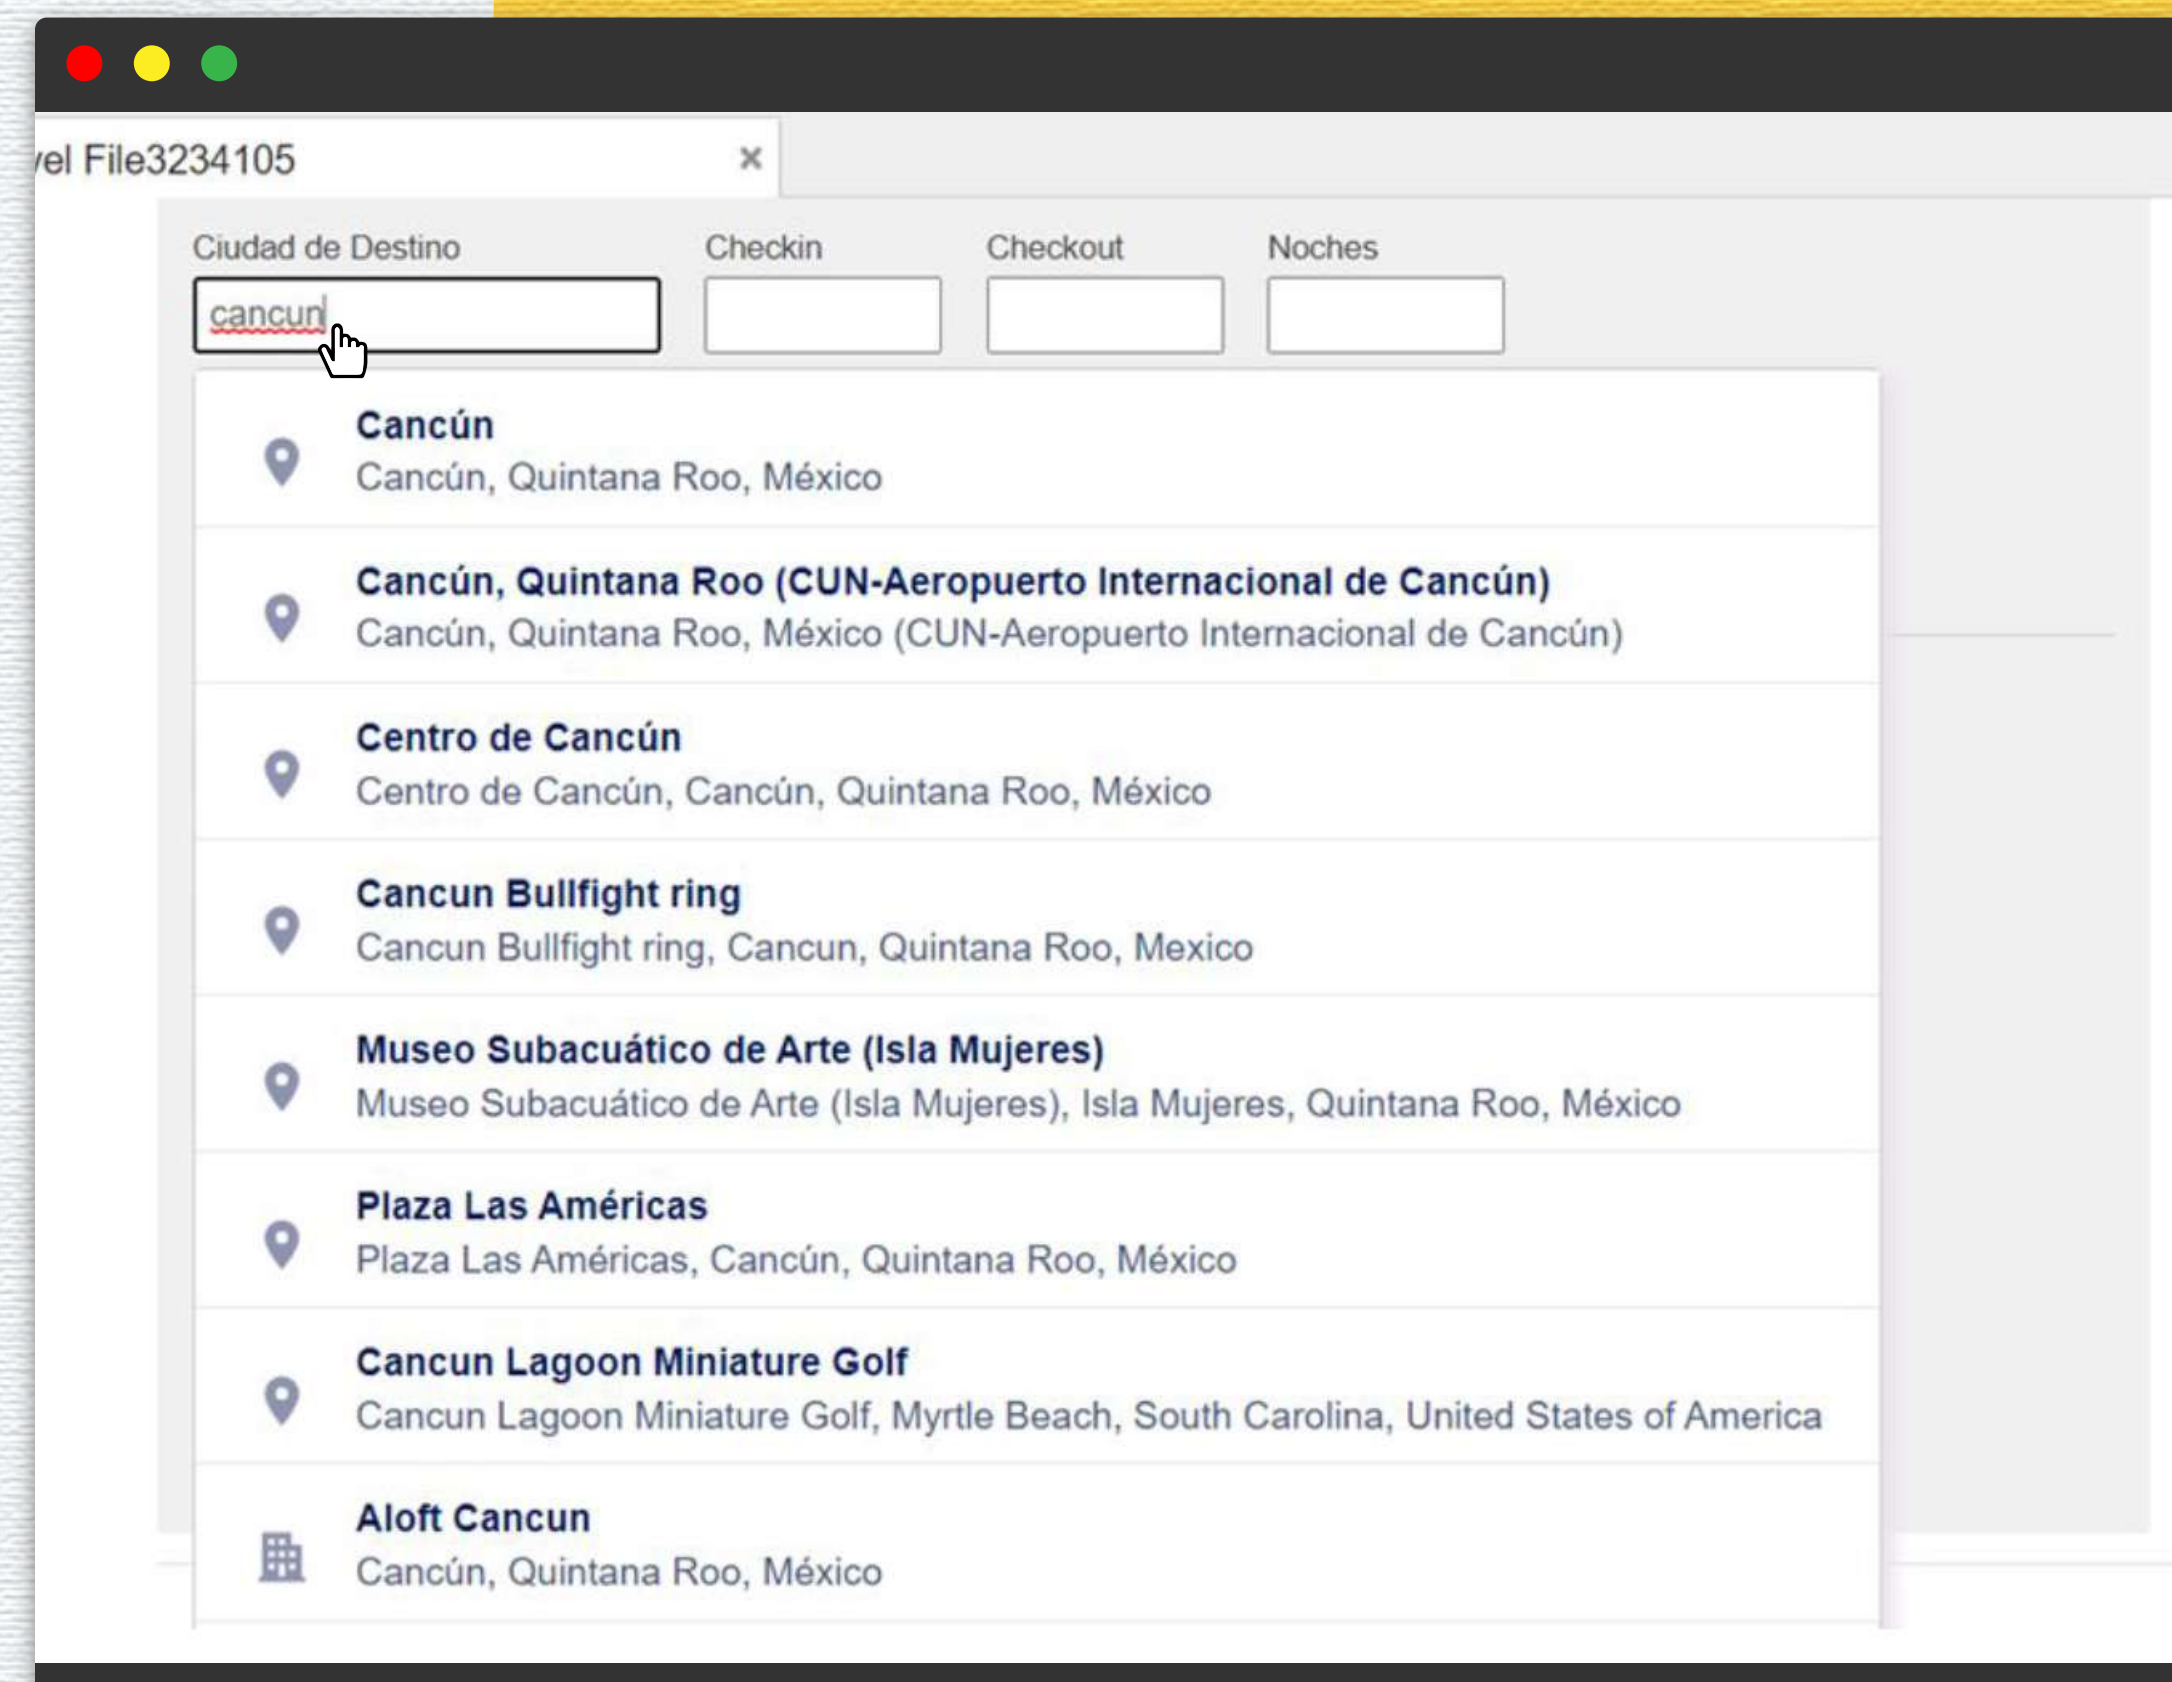 File3234105
Ciudad de Destino Checkin Checkout Noches
cancun
Cancún
Cancún, Quintana Roo, México
Cancún, Quintana Roo (CUN-Aeropuerto Internacional de Cancún)
Cancún, Quintana Roo, México (CUN-Aeropuerto Internacional de Cancún)
Centro de Cancún
Centro de Cancún, Cancún, Quintana Roo, México
Cancun Bullfight ring
Cancun Bullfight ring, Cancun, Quintana Roo, Mexico
Museo Subacuático de Arte (Isla Mujeres)
Museo Subacuático de Arte (Isla Mujeres), Isla Mujeres, Quintana Roo, México
Plaza Las Américas
Plaza Las Américas, Cancún, Quintana Roo, México
Cancun Lagoon Miniature Golf
Cancun Lagoon Miniature Golf, Myrtle Beach, South Carolina, United States of America
Aloft Cancun
Cancún, Quintana Roo, México